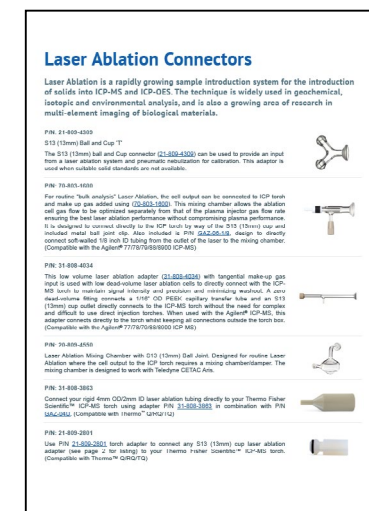 Laser Ablation Connectors
Laser Ablation is a rapidly growing sample introduction system for the introduction
of solids into ICP-MS and ICP-OES. The technique is widely used in geochemical,
isotopic and environmental analysis, and is also a growing area of research in
multi-element imaging of biological materials.
P/N: 21-809-4309
S13 (13mm) Ball and Cup 'T'
The S13 (13mm) ball and Cup connector (21-809-4309) can be used to provide an input
from a laser ablation system and pneumatic nebulization for calibration. This adaptor is
used when suitable solid standards are not available.
P/N: 70-803-1600
For routine "bulk analysis" Laser Ablation, the cell output can be connected to ICP torch
and make up gas added using (70-803-1600). This mixing chamber allows the ablation
cell gas flow to be optimized separately from that of the plasma injector gas flow rate
ensuring the best laser ablation performance without compromising plasma performance.
It is designed to connect directly to the ICP torch by way of the S13 (13mm) cup and
included metal ball joint clip. Also included is P/N GAZ-06-1/8, design to directly
connect soft-walled 1/8 inch ID tubing from the outlet of the laser to the mixing chamber.
(Compatible with the Agilent® 77/78/79/88/8900 ICP-MS)
P/N: 31-808-4034
This low volume laser ablation adapter (31-808-4034) with tangential make-up gas
input is used with low dead-volume laser ablation cells to directly connect with the ICP-
MS torch to maintain signal intensity and precision and minimizing washout. A zero
dead-volume fitting connects a 1/16" OD PEEK capillary transfer tube and an S13
(13mm) cup outlet directly connects to the ICP-MS torch without the need for complex
and difficult to use direct injection torches. When used with the Agilent® ICP-MS, this
adapter connects directly to the torch whilst keeping all connections outside the torch box.
(Compatible with the Agilent® 77/78/79/88/8900 ICP-MS)
P/N: 20-809-4550
Laser Ablation Mixing Chamber with S13 (13mm) Ball Joint. Designed for routine Laser
Ablation where the cell output to the ICP torch requires a mixing chamber/damper. The
mixing chamber is designed to work with Teledyne CETAC Aris.
P/N: 31-808-3883
Connect your rigid 4mm OD/2mm ID laser ablation tubing directly to your Thermo Fisher
Scientific™ ICP-MS torch using adapter P/N 31-808-3883 in combination with P/N
(Compatible with Thermo™ Q/RQ/TQ)
P/N: 21-809-2801
Use P/N 21-809-2801 torch adapter to connect any S13 (13mm) cup laser ablation
adapter (see page 2 for listing) to your Thermo Fisher Scientific™ ICP-MS torch.
(Compatible with Thermo™ Q/RQ/TQ)